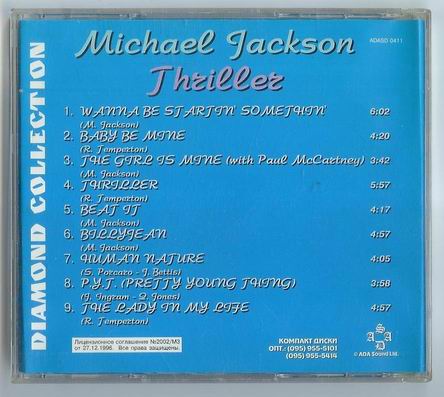 Michael Jackson
ADASD 0411
Thriller
DIAMOND COLLECTION
1. WANNA BE STARTIN' SOMETHIN' 6:02
(M. Jackson)
2. BABY BE MINE 4:20
(R. Temperton)
3. THE GIRL IS MINE (with Paul McCartney) 3:42
(M. Jackson)
4. THRILLER 5:57
(R. Temperton)
5. BEAT IT 4:17
(M. Jackson)
6. BILLYJEAN 4:57
(M. Jackson)
7. HUMAN NATURE 4:05
(S. Porcaro - J. Bettis)
8. P.Y.T. (PRETTY YOUNG THING) 3:58
(J. Ingram - Q. Jones)
9. THE LADY IN MY LIFE 4:57
(R. Temperton)
Лицензионное соглашение №2002/МЗ
от 27.12.1996. Все права защищены.
КОМПАКТ ДИСКИ
ОПТ.: (095) 955-5101
(095) 955-5414
S
A A
D
© ADA Sound Ltd.